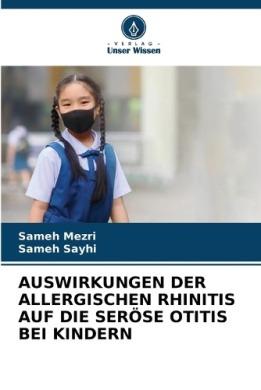 - VERLAG -
Unser Wissen
Sameh Mezri
Sameh Sayhi
AUSWIRKUNGEN DER
ALLERGISCHEN RHINITIS
AUF DIE SERÖSE OTITIS
BEI KINDERN